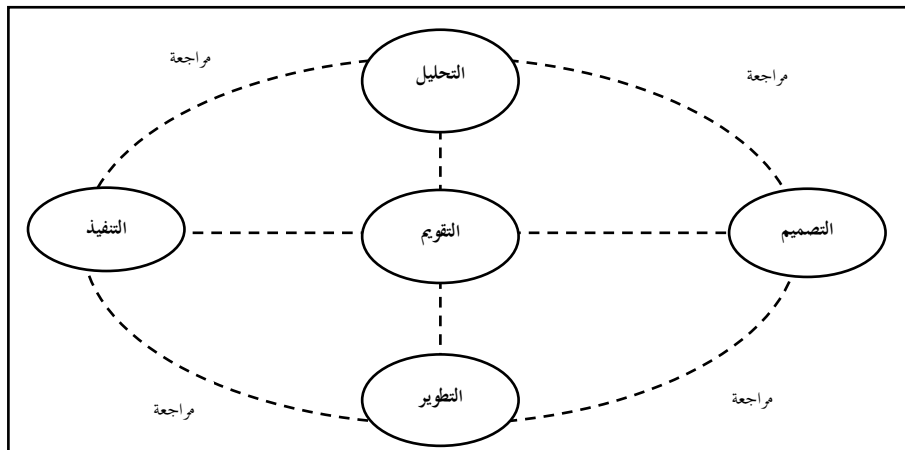 مراجعة
التحليل
مراجعة
التصميم
التقويم
التنفيذ
مراجعة
التطوير
مراجعة